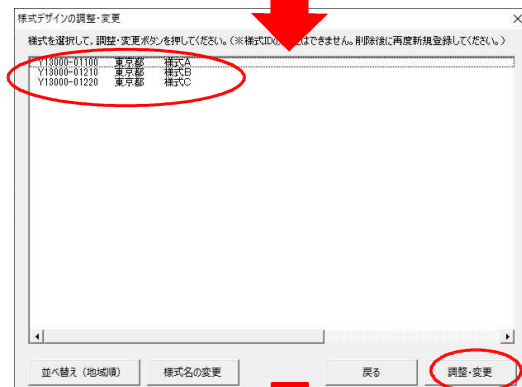 様式デザインの調整・変更
様式を選択して,調整・変更ボタンを押してください。(※様式IDの はできません。削除後に再度新規登録してください。)
Y13000-01100 東京都 様式A
Y13000-01210 東京都 様式B
Y13000-01220 東京都 様式C
並べ替え(地域順) 様式名の変更 戻る 調整・変更